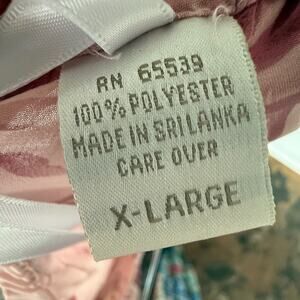 RN 65539
100% POLYESTER
MADE IN SRI LANKA
CARE OVER
X-LARGE